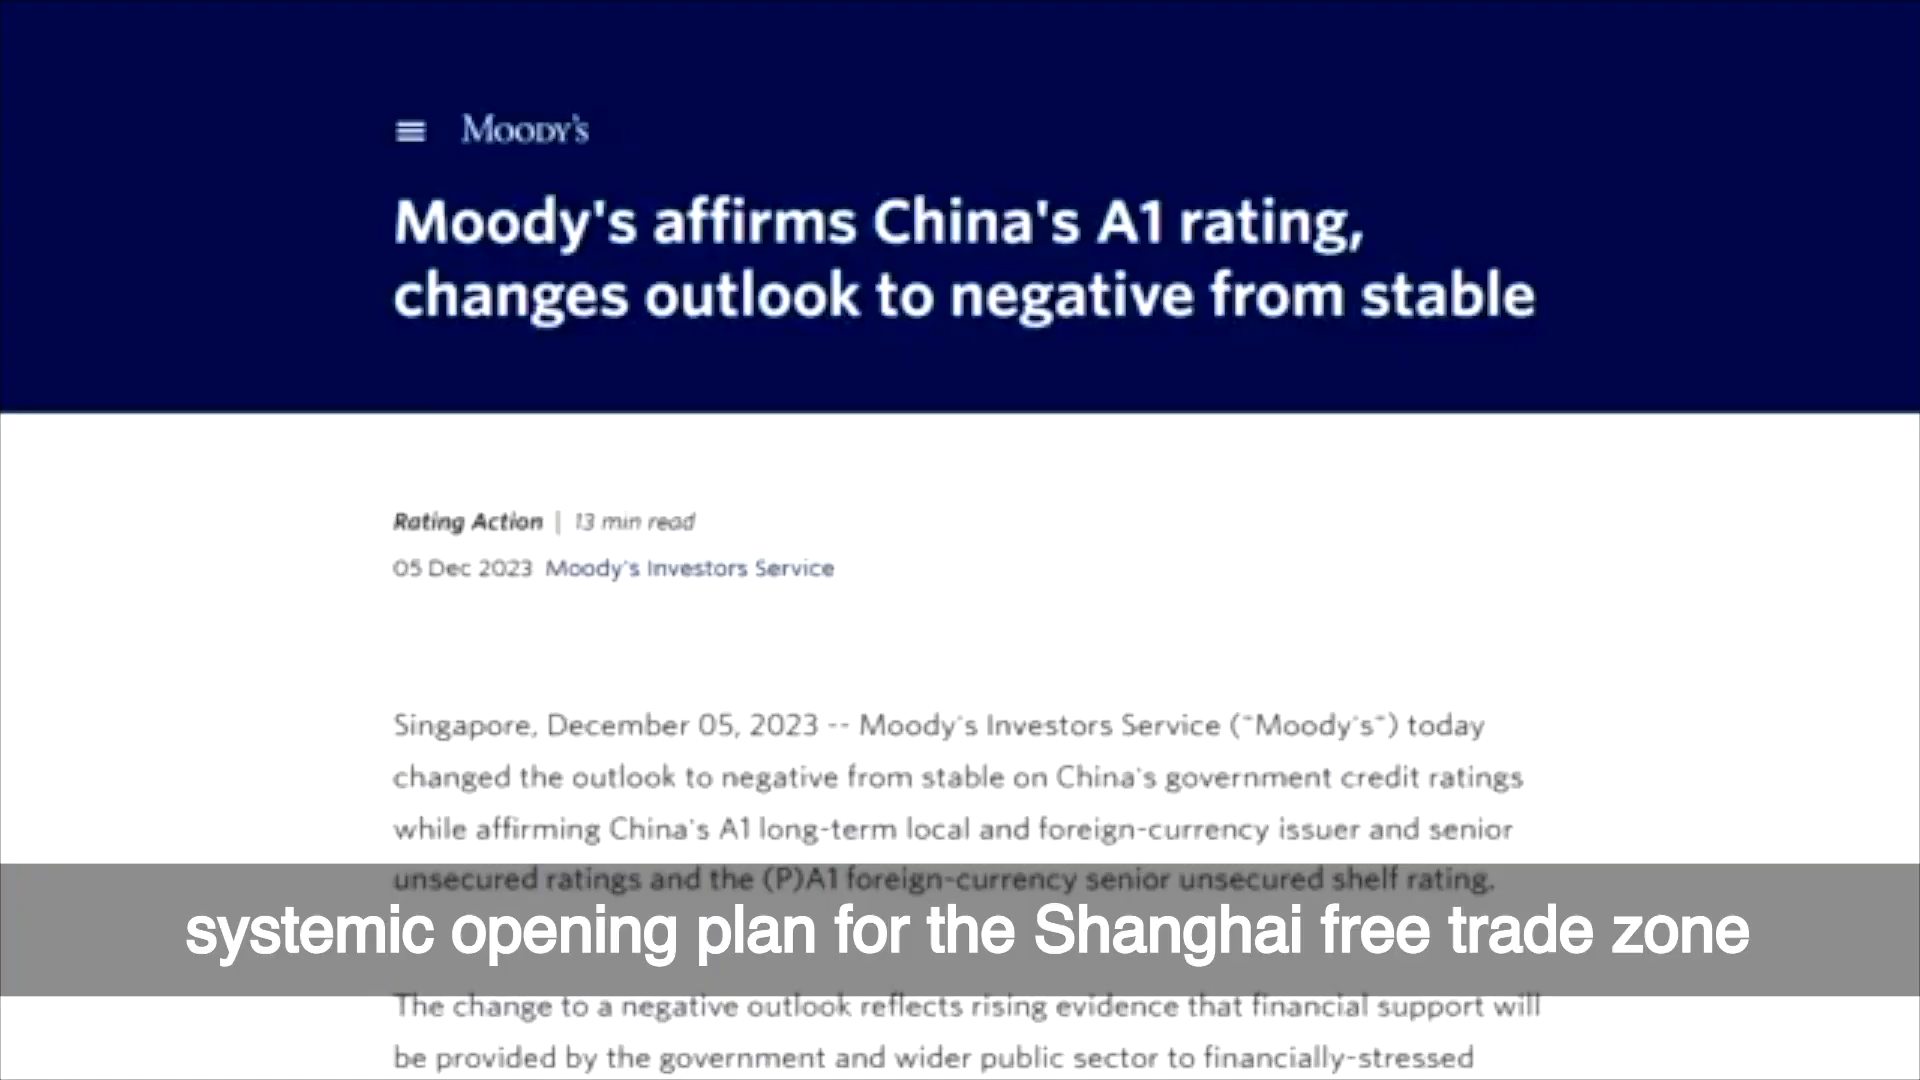 Moody's
Moody's affirms China's A1 rating,
changes outlook to negative from stable
Rating Action | 13 min read
05 Dec 2023 Moody's Investors Service
Singapore, December 05, 2023 -- Moody's Investors Service ("Moody's") today
changed the outlook to negative from stable on China's government credit ratings
while affirming China's A1 long-term local and foreign-currency issuer and senior
unsecured ratings and the (P)A1 foreign-currency senior unsecured shelf rating.
systemic opening plan for the Shanghai free trade zone
The change to a negative outlook reflects rising evidence that financial support will
be provided by the government and wider public sector to financially-stressed